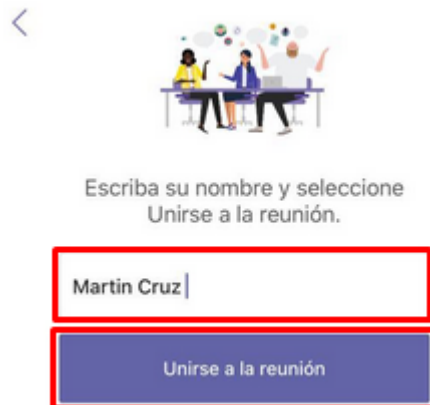 Escriba su nombre y seleccione
Unirse a la reunión.
Martin Cruz
Unirse a la reunión